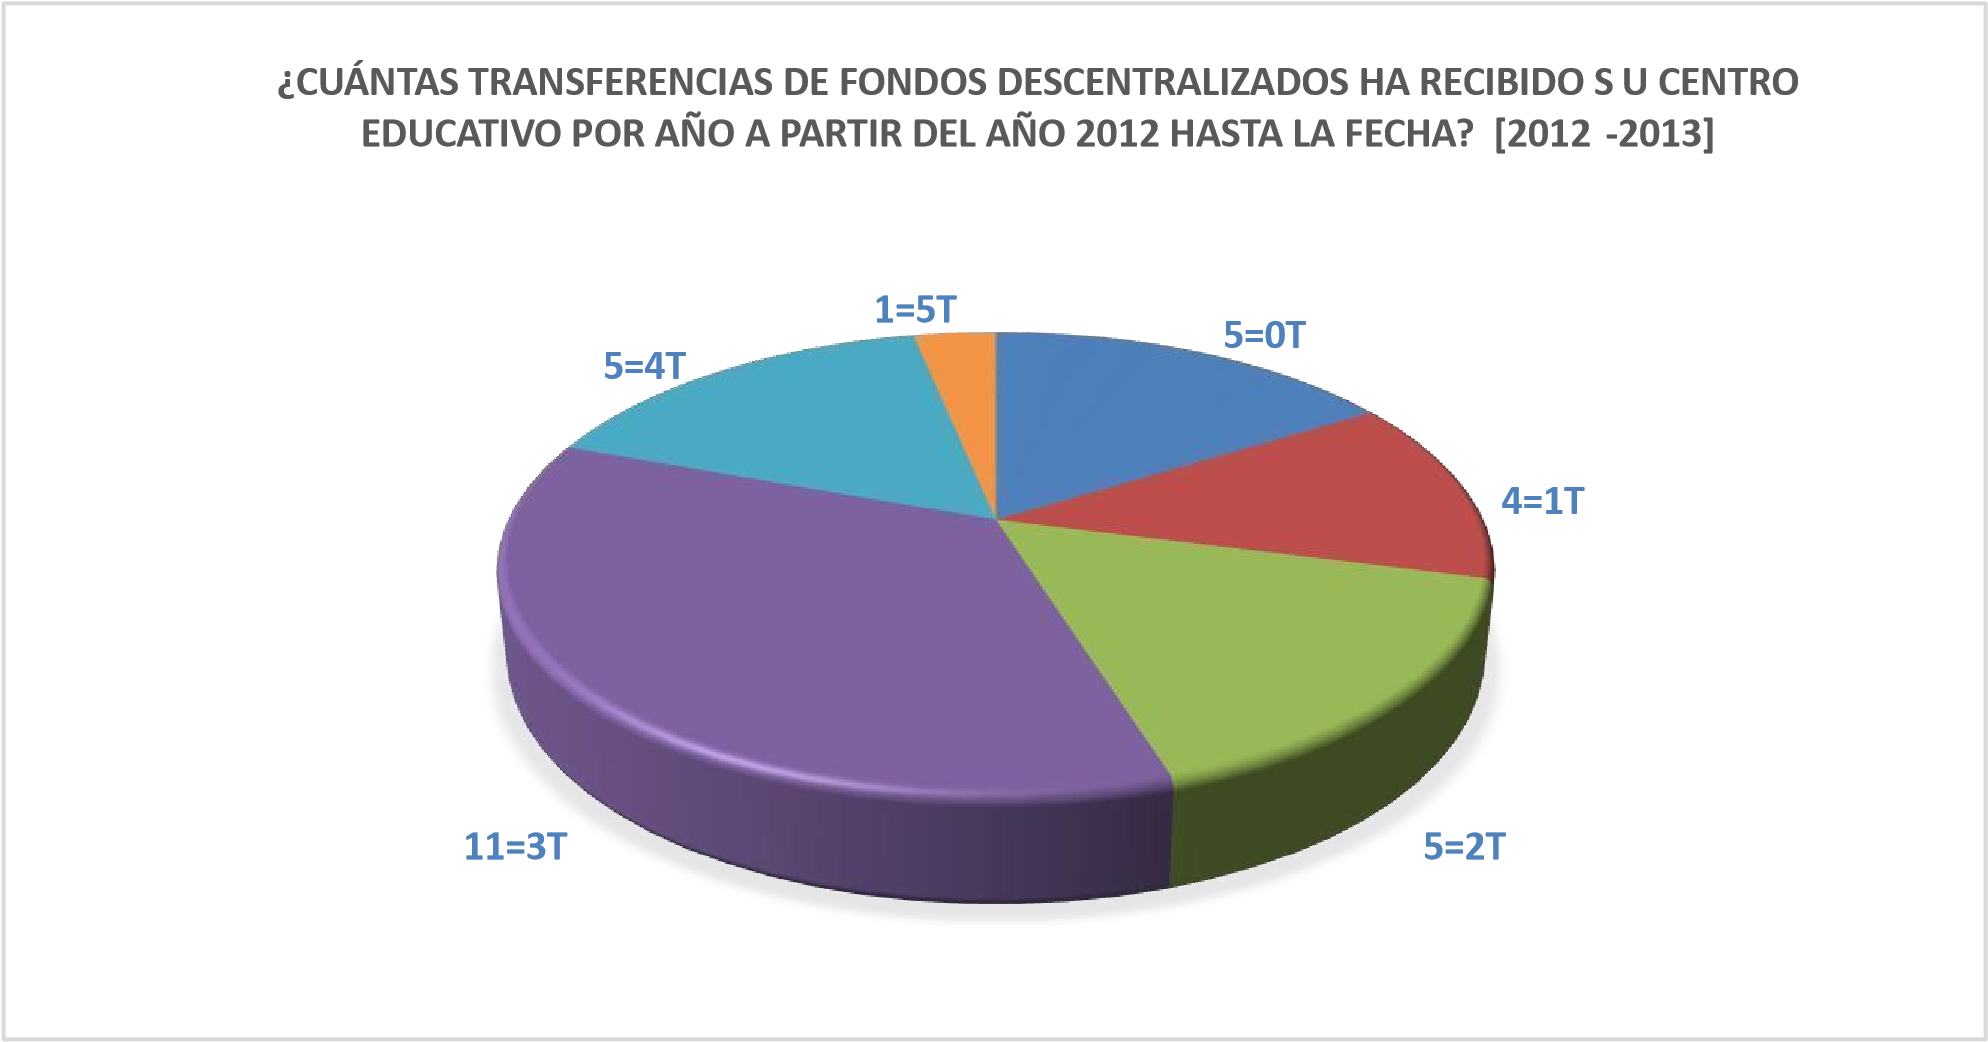 ¿CUÁNTAS TRANSFERENCIAS DE FONDOS DESCENTRALIZADOS HA RECIBIDO S U CENTRO
EDUCATIVO POR AÑO A PARTIR DEL AÑO 2012 HASTA LA FECHA? [2012 -2013]
1=5T
5=0T
5=4T
4=1T
11=3T
5=2T